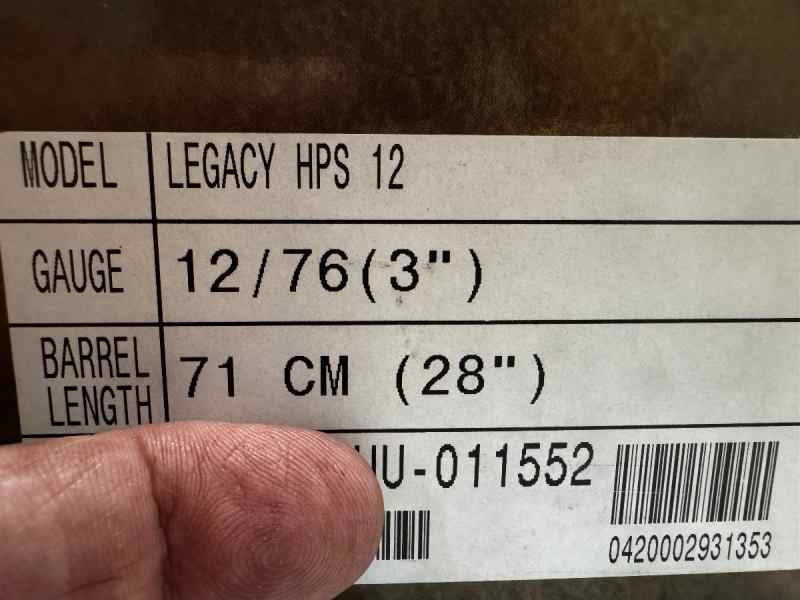 MODEL LEGACY HPS 12
GAUGE 12/76(3")
BARREL LENGTH 71 CM (28")
U-011552
0420002931353